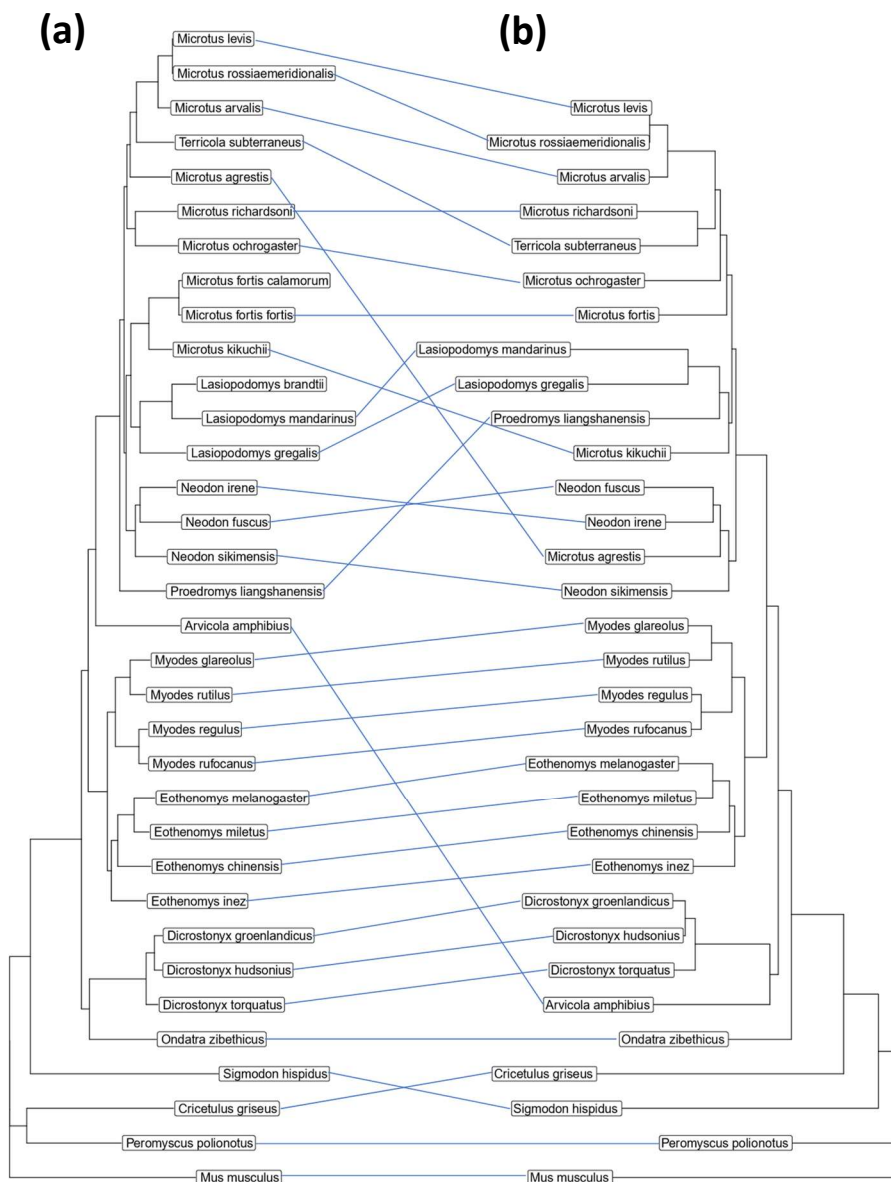 (a)
Microtus levis
Microtus rossiaemeridionalis
Microtus arvalis
Terricola subterraneus
Microtus agrestis
Microtus richardsoni
Microtus ochrogaster
Microtus fortis calamorum
Microtus fortis fortis
Microtus kikuchii
Lasiopodomys brandtii
Lasiopodomys mandarinus
Lasiopodomys gregalis
Neodon irene
Neodon fuscus
Neodon sikimensis
Proedromys liangshanensis
Arvicola amphibius
Myodes glareolus
Myodes rutilus
Myodes regulus
Myodes rufocanus
Eothenomys melanogaster
Eothenomys miletus
Eothenomys chinensis
Eothenomys inez
Dicrostonyx groenlandicus
Dicrostonyx hudsonius
Dicrostonyx torquatus
Ondatra zibethicus
Sigmodon hispidus
Cricetulus griseus
Peromyscus polionotus
Mus musculus
(b)
Microtus levis
Microtus rossiaemeridionalis
Microtus arvalis
Microtus richardsoni
Terricola subterraneus
Microtus ochrogaster
Microtus fortis
Lasiopodomys mandarinus
Lasiopodomys gregalis
Proedromys liangshanensis
Microtus kikuchii
Neodon fuscus
Neodon irene
Microtus agrestis
Neodon sikimensis
Myodes glareolus
Myodes rutilus
Myodes regulus
Myodes rufocanus
Eothenomys melanogaster
Eothenomys miletus
Eothenomys chinensis
Eothenomys inez
Dicrostonyx groenlandicus
Dicrostonyx hudsonius
Dicrostonyx torquatus
Arvicola amphibius
Ondatra zibethicus
Cricetulus griseus
Sigmodon hispidus
Peromyscus polionotus
Mus musculus